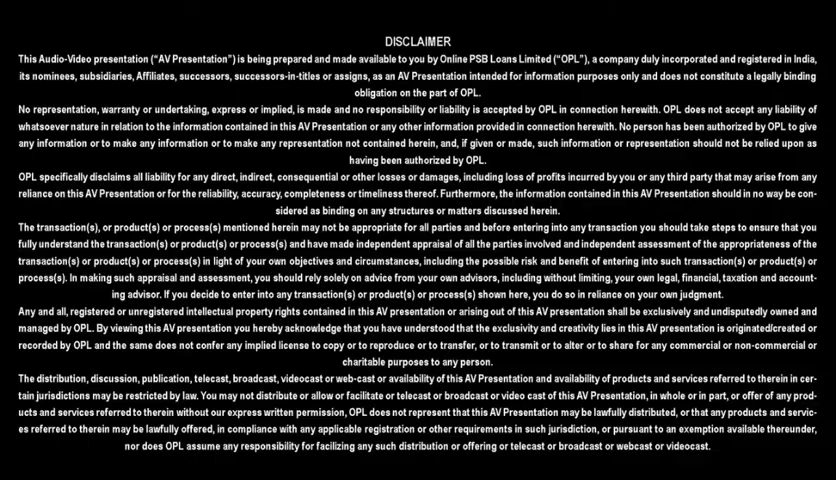 DISCLAIMER
This Audio-Video presentation (“AV Presentation”) is being prepared and made available to you by Online PSB Loans Limited (“OPL”), a company duly incorporated and registered in India,
its nominees, subsidiaries, Affiliates, successors, successors-in-titles or assigns, as an AV Presentation intended for information purposes only and does not constitute a legally binding
obligation on the part of OPL.
No representation, warranty or undertaking, express or implied, is made and no responsibility or liability is accepted by OPL in connection herewith. OPL does not accept any liability of
whatsoever nature in relation to the information contained in this AV Presentation or any other information provided in connection herewith. No person has been authorized by OPL to give
any information or to make any information or to make any representation not contained herein, and, if given or made, such information or representation should not be relied upon as
having been authorized by OPL.
OPL specifically disclaims all liability for any direct, indirect, consequential or other losses or damages, including loss of profits incurred by you or any third party that may arise from any
reliance on this AV Presentation or for the reliability, accuracy, completeness or timeliness thereof. Furthermore, the information contained in this AV Presentation should in no way be con-
sidered as binding on any structures or matters discussed herein.
The transaction(s), or product(s) or process(s) mentioned herein may not be appropriate for all parties and before entering into any transaction you should take steps to ensure that you
fully understand the transaction(s) or product(s) or process(s) and have made independent appraisal of all the parties involved and independent assessment of the appropriateness of the
transaction(s) or product(s) or process(s) in light of your own objectives and circumstances, including the possible risk and benefit of entering into such transaction(s) or product(s) or
process(s). In making such appraisal and assessment, you should rely solely on advice from your own advisors, including without limiting, your own legal, financial, taxation and account-
ing advisor. If you decide to enter into any transaction(s) or product(s) or process(s) shown here, you do so in reliance on your own judgment.
Any and all, registered or unregistered intellectual property rights contained in this AV presentation or arising out of this AV presentation shall be exclusively and undisputedly owned and
managed by OPL. By viewing this AV presentation you hereby acknowledge that you have understood that the exclusivity and creativity lies in this AV presentation is originated/created or
recorded by OPL and the same does not confer any implied license to copy or to reproduce or to transfer, or to transmit or to alter or to share for any commercial or non-commercial or
charitable purposes to any person.
The distribution, discussion, publication, telecast, broadcast, videocast or web-cast or availability of this AV Presentation and availability of products and services referred to therein in cer-
tain jurisdictions may be restricted by law. You may not distribute or allow or facilitate or telecast or broadcast or video cast of this AV Presentation, in whole or in part, or offer of any prod-
ucts and services referred to therein without our express written permission, OPL does not represent that this AV Presentation may be lawfully distributed, or that any products and servic-
es referred to therein may be lawfully offered, in compliance with any applicable registration or other requirements in such jurisdiction, or pursuant to an exemption available thereunder,
nor does OPL assume any responsibility for facilizing any such distribution or offering or telecast or broadcast or webcast or videocast.